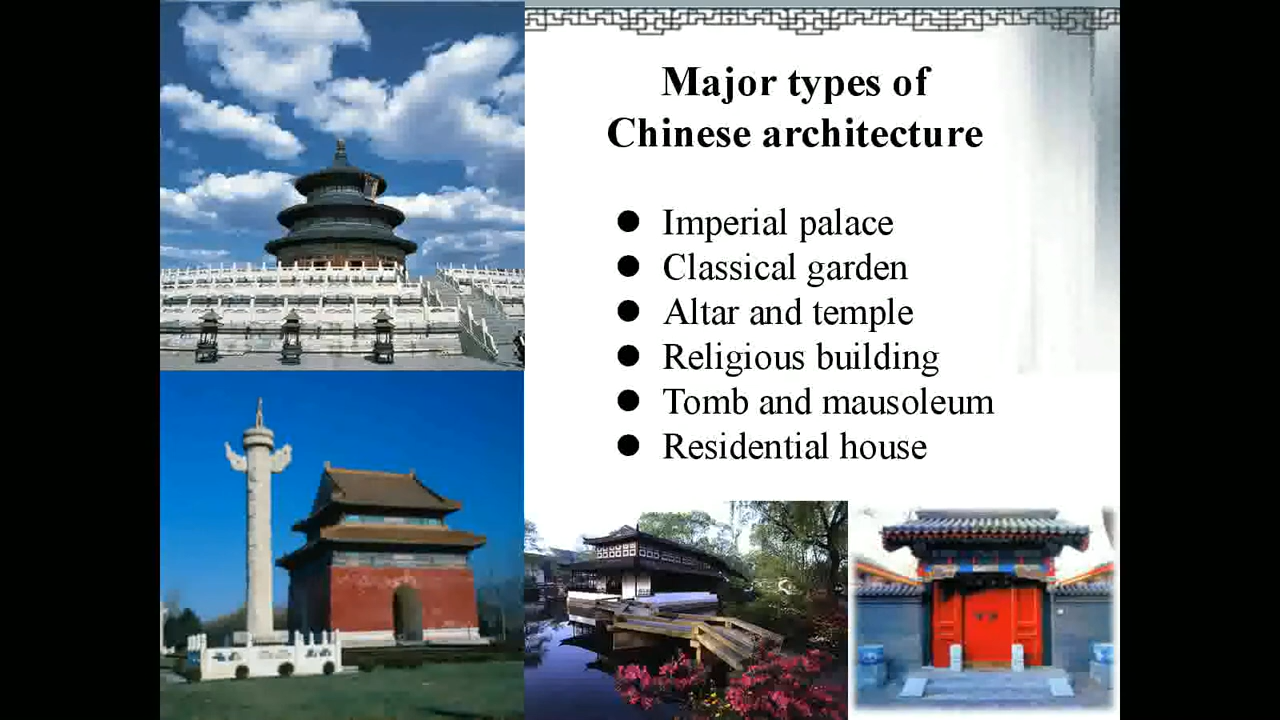 Major types of
Chinese architecture
● Imperial palace
● Classical garden
● Altar and temple
● Religious building
● Tomb and mausoleum
● Residential house